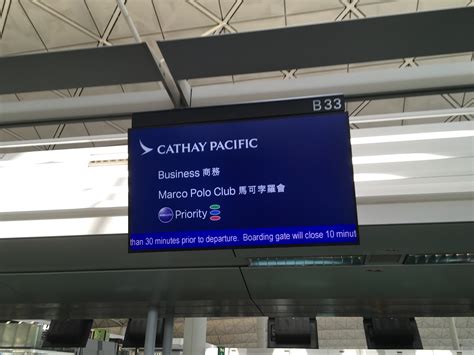 B33
CATHAY PACIFIC
Business 商務
Marco Polo Club 馬可孛羅會
Priority
than 30 minutes prior to departure. Boarding gate will close 10 minut